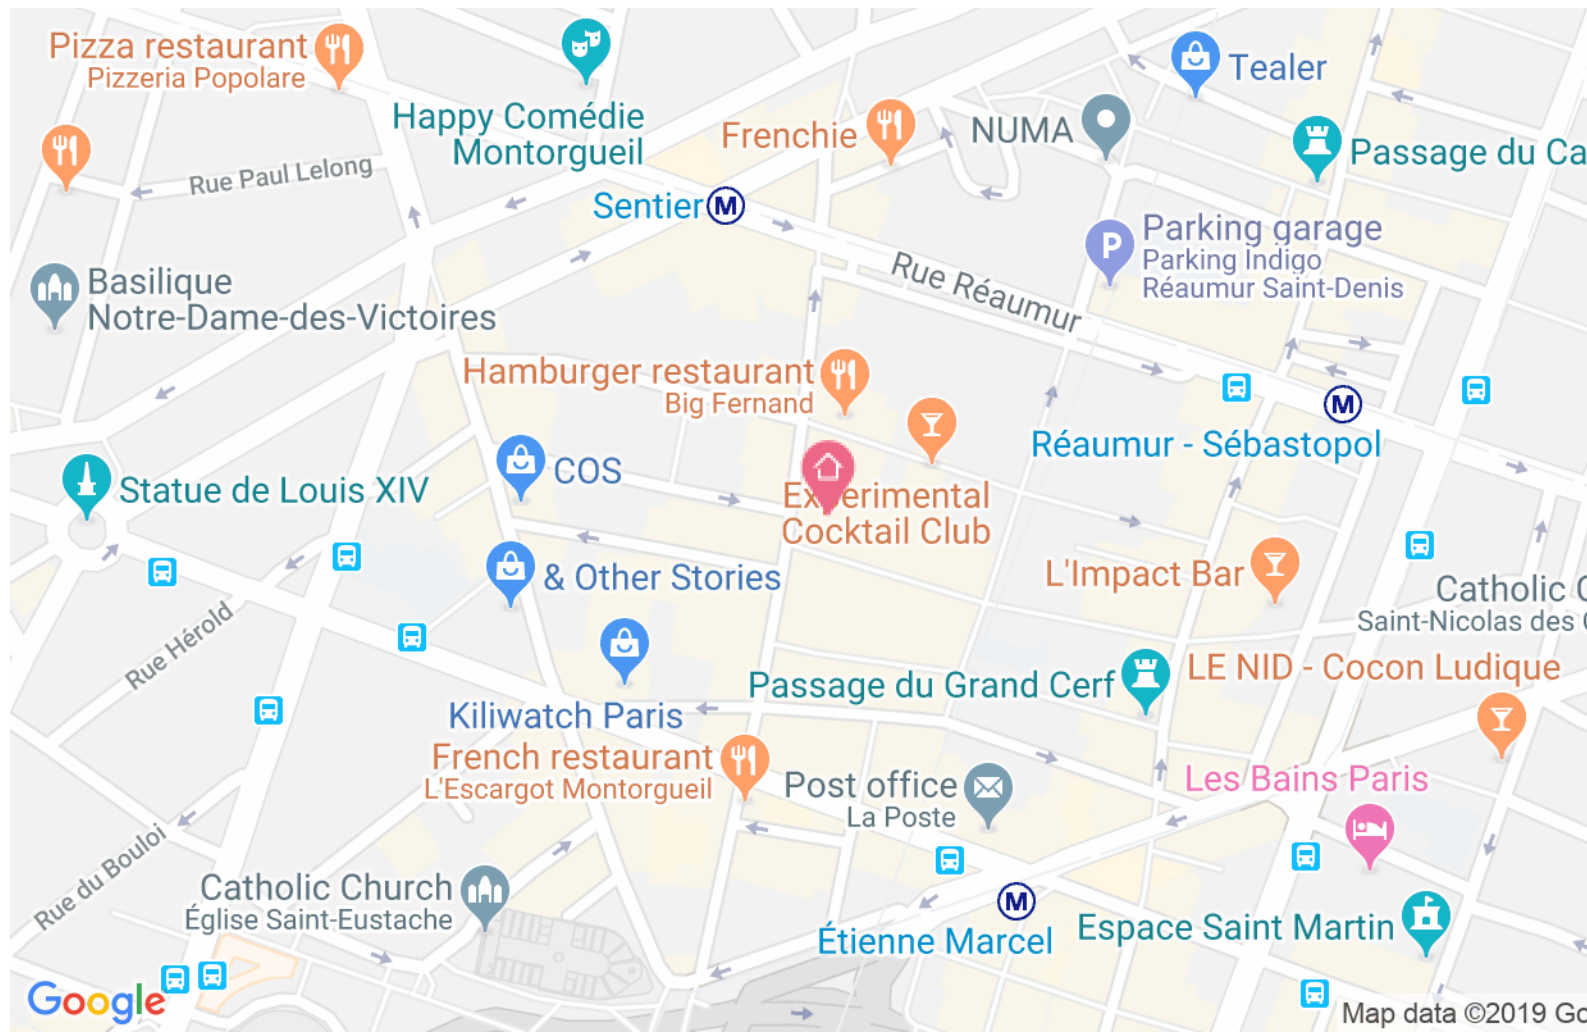 Pizza restaurant
Pizzeria Popolare
Happy Comédie
Montorgueil
Frenchie
NUMA
Tealer
Passage du Ca
Rue Paul Lelong
Sentier M
Parking garage
Parking Indigo
Réaumur Saint-Denis
P
Basilique
Notre-Dame-des-Victoires
Rue Réaumur
Hamburger restaurant
Big Fernand
M
Réaumur - Sébastopol
COS
Statue de Louis XIV
Experimental
Cocktail Club
& Other Stories
L'Impact Bar
Catholic C
Saint-Nicolas des C
Rue Hérold
Passage du Grand Cerf
LE NID - Cocon Ludique
Kiliwatch Paris
French restaurant
L'Escargot Montorgueil
Post office
La Poste
Les Bains Paris
Rue du Bouloi
Catholic Church
Église Saint-Eustache
M
Étienne Marcel
Espace Saint Martin
Google
Map data ©2019 Go